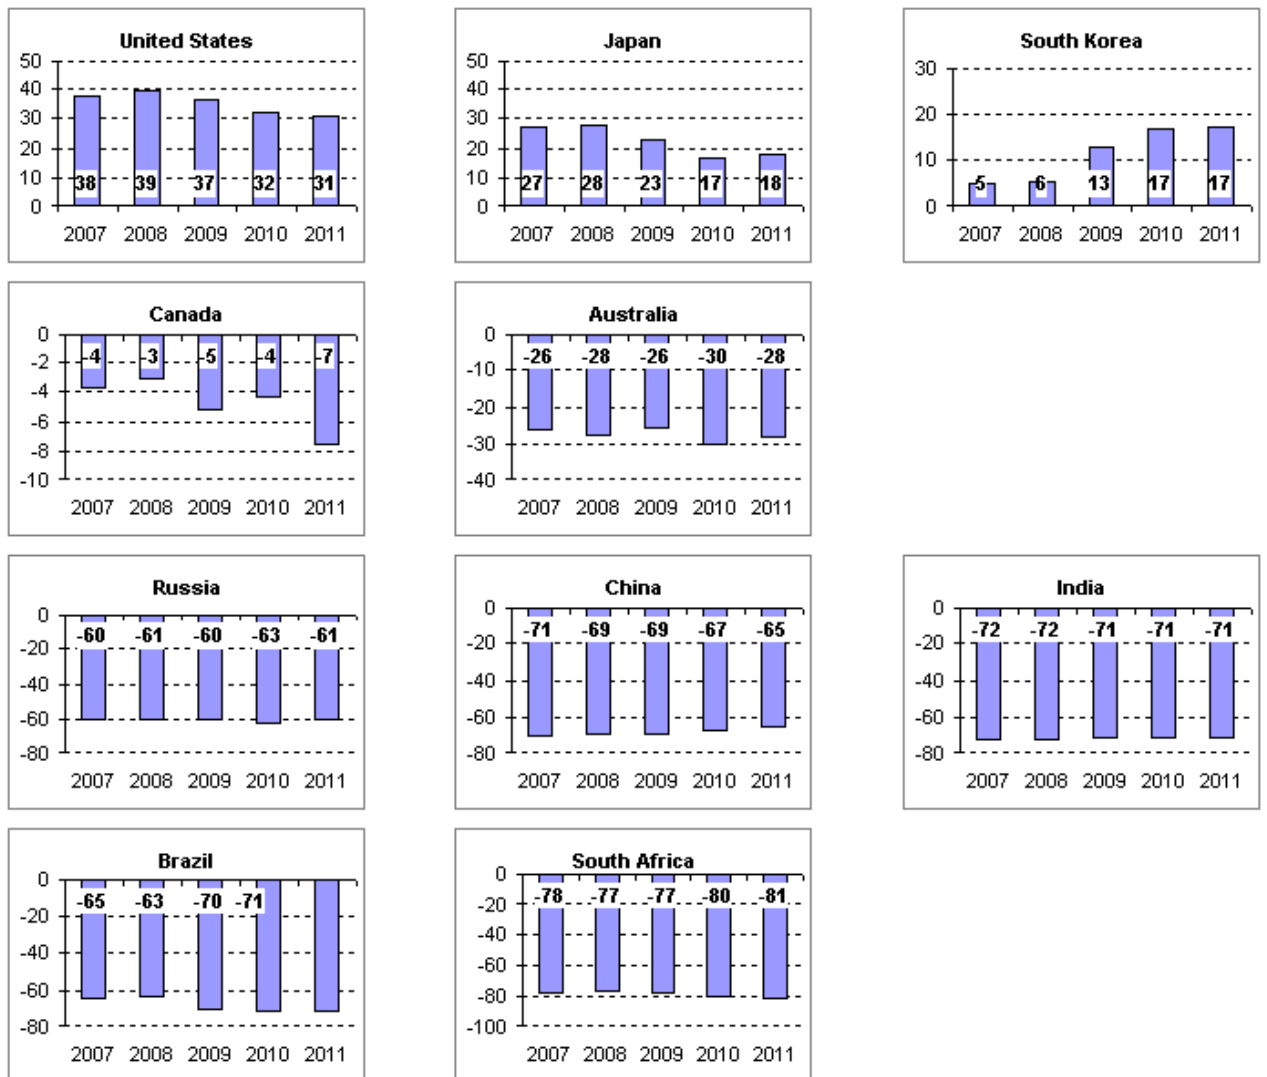 United States
50
40
30
20
10
0
38 39 37 32 31
2007 2008 2009 2010 2011
Japan
50
40
30
20
10
0
27 28 23 17 18
2007 2008 2009 2010 2011
South Korea
30
20
10
0
5 6 13 17 17
2007 2008 2009 2010 2011
Canada
0
-2
-4
-6
-8
-10
-4 -3 -5 -4 -7
2007 2008 2009 2010 2011
Australia
0
-10
-20
-30
-40
-26 -28 -26 -30 -28
2007 2008 2009 2010 2011
Russia
0
-20
-40
-60
-80
-60 -61 -60 -63 -61
2007 2008 2009 2010 2011
China
0
-20
-40
-60
-80
-71 -69 -69 -67 -65
2007 2008 2009 2010 2011
India
0
-20
-40
-60
-80
-72 -72 -71 -71 -71
2007 2008 2009 2010 2011
Brazil
0
-20
-40
-60
-80
-65 -63 -70 -71
2007 2008 2009 2010 2011
South Africa
0
-20
-40
-60
-80
-100
-78 -77 -77 -80 -81
2007 2008 2009 2010 2011